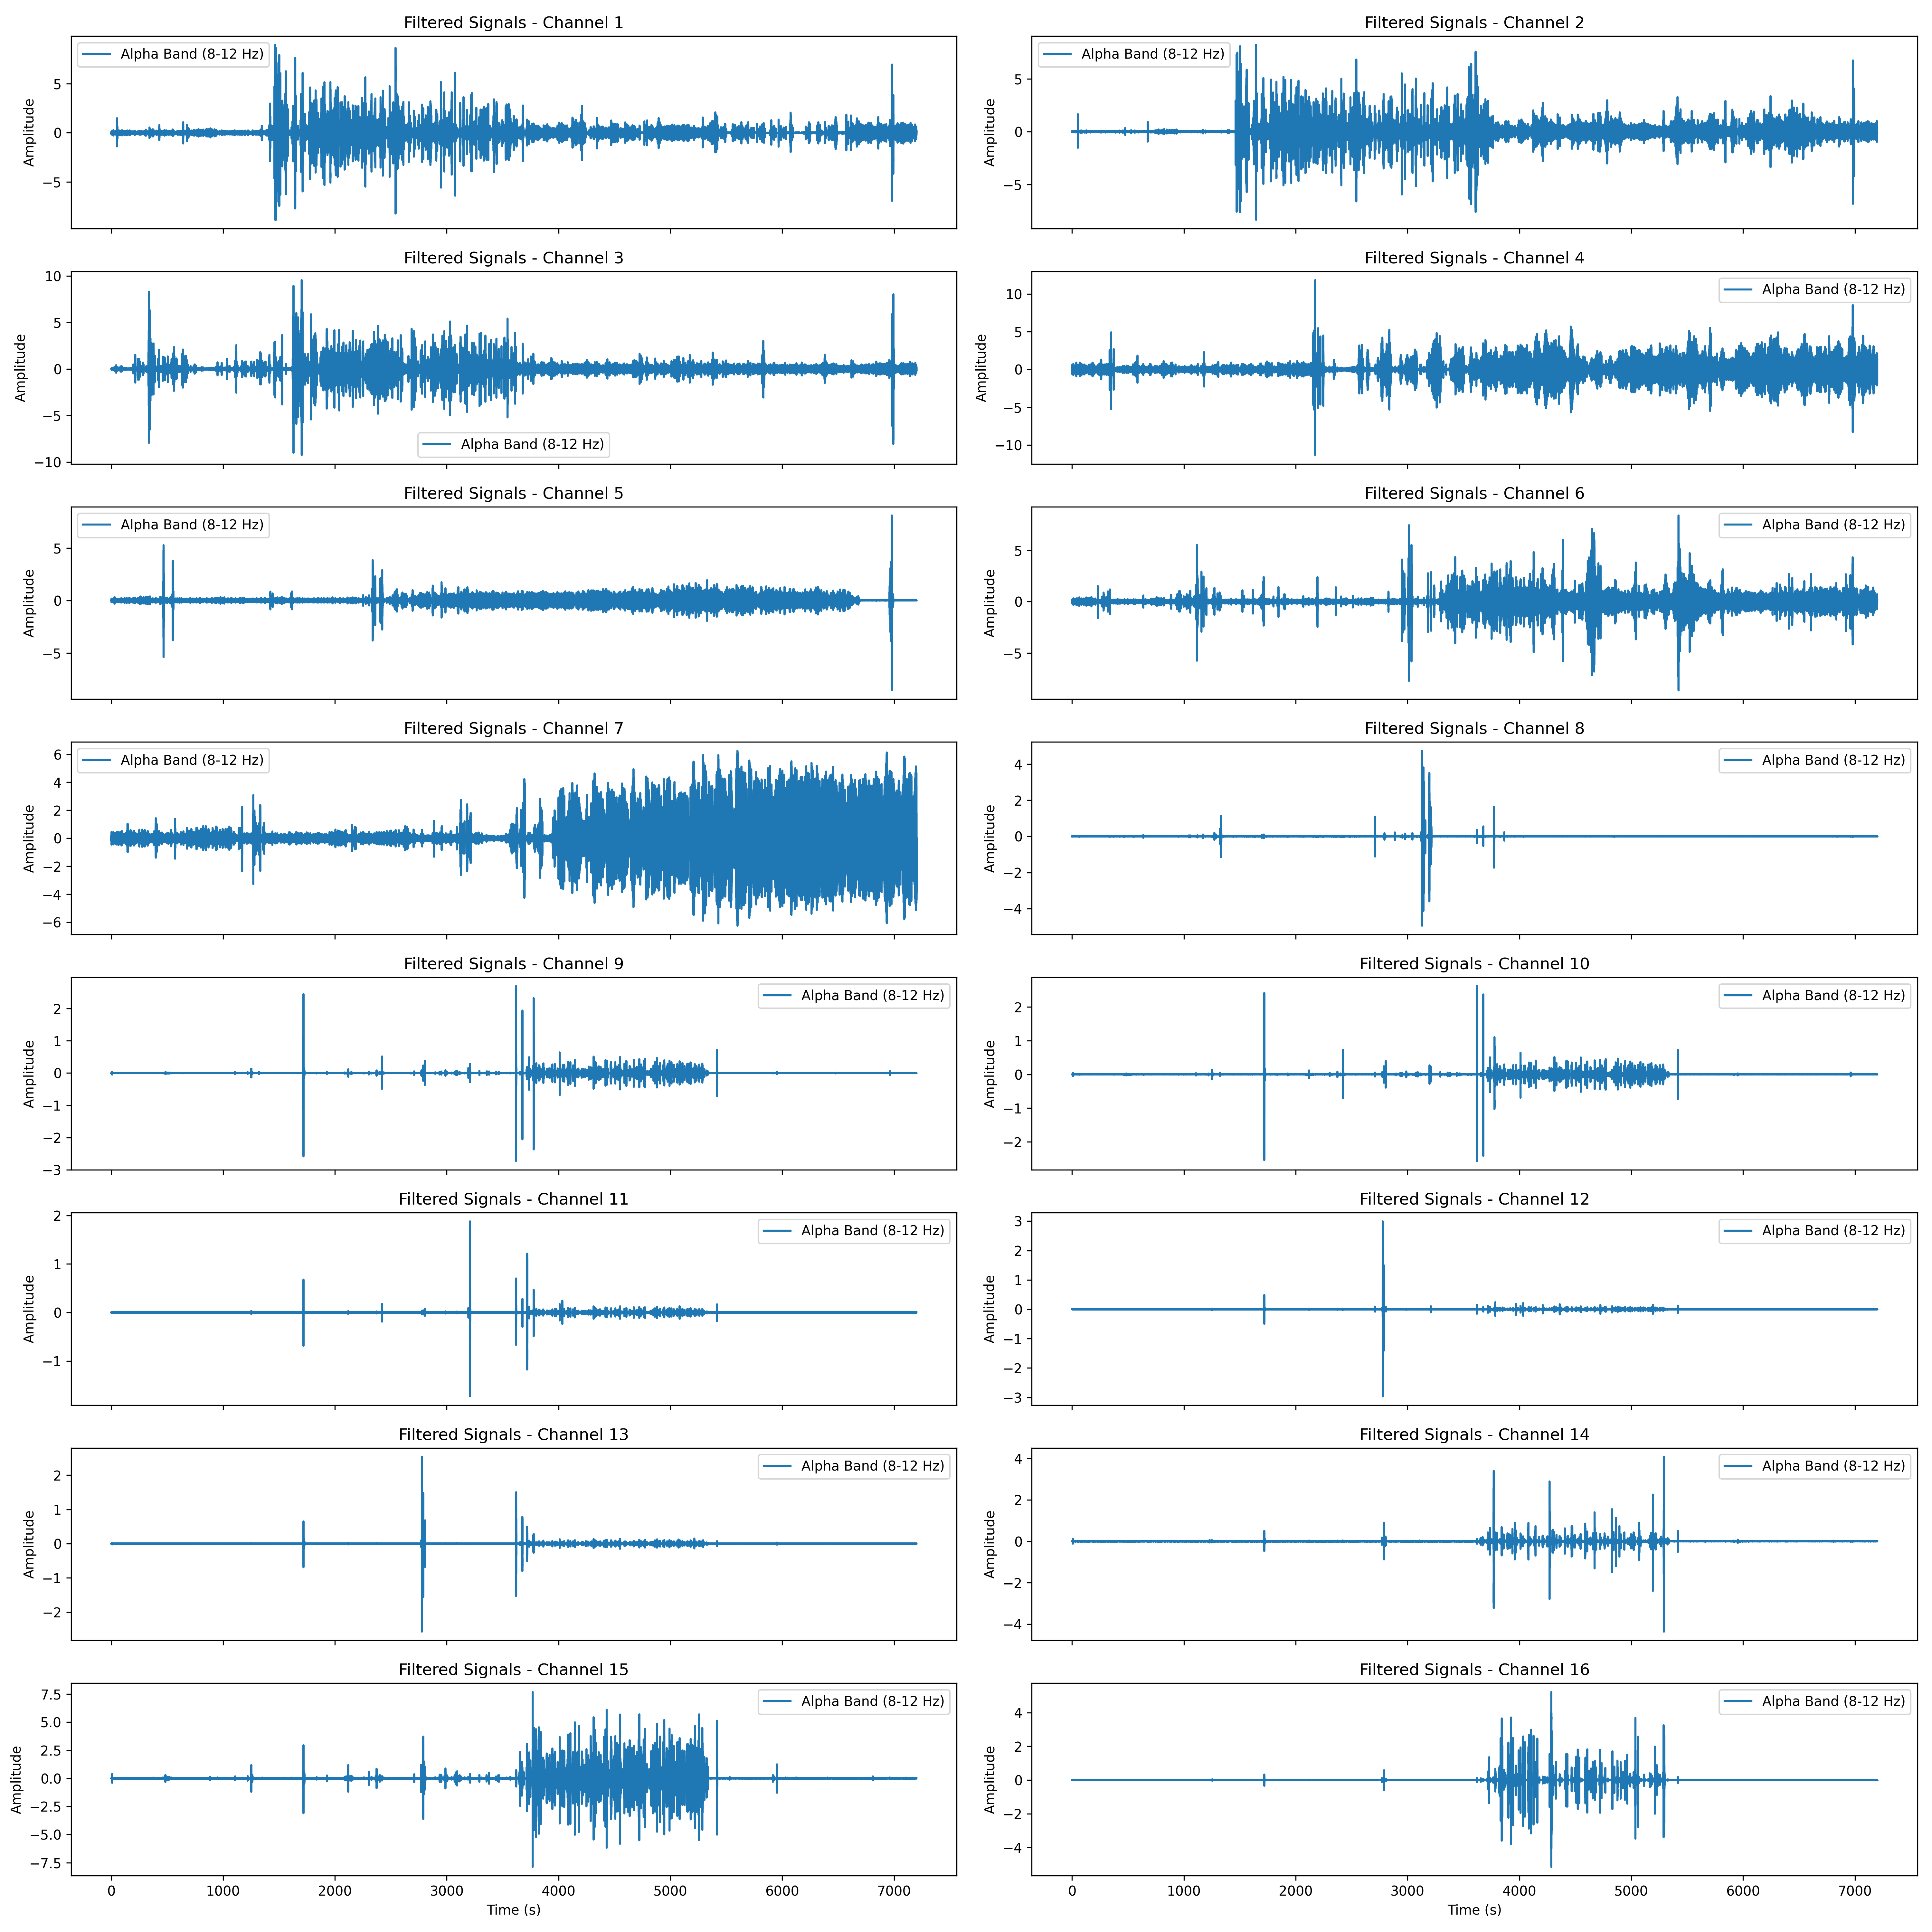 Filtered Signals - Channel 1
Alpha Band (8-12 Hz)
Amplitude
5
0
−5
Filtered Signals - Channel 2
Alpha Band (8-12 Hz)
Amplitude
5
0
−5
Filtered Signals - Channel 3
Alpha Band (8-12 Hz)
Amplitude
10
5
0
−5
−10
Filtered Signals - Channel 4
Alpha Band (8-12 Hz)
Amplitude
10
5
0
−5
−10
Filtered Signals - Channel 5
Alpha Band (8-12 Hz)
Amplitude
5
0
−5
Filtered Signals - Channel 6
Alpha Band (8-12 Hz)
Amplitude
5
0
−5
Filtered Signals - Channel 7
Alpha Band (8-12 Hz)
Amplitude
6
4
2
0
−2
−4
−6
Filtered Signals - Channel 8
Alpha Band (8-12 Hz)
Amplitude
4
2
0
−2
−4
Filtered Signals - Channel 9
Alpha Band (8-12 Hz)
Amplitude
2
1
0
−1
−2
−3
Filtered Signals - Channel 10
Alpha Band (8-12 Hz)
Amplitude
2
1
0
−1
−2
Filtered Signals - Channel 11
Alpha Band (8-12 Hz)
Amplitude
2
1
0
−1
Filtered Signals - Channel 12
Alpha Band (8-12 Hz)
Amplitude
3
2
1
0
−1
−2
−3
Filtered Signals - Channel 13
Alpha Band (8-12 Hz)
Amplitude
2
1
0
−1
−2
Filtered Signals - Channel 14
Alpha Band (8-12 Hz)
Amplitude
4
2
0
−2
−4
Filtered Signals - Channel 15
Alpha Band (8-12 Hz)
Amplitude
7.5
5.0
2.5
0.0
−2.5
−5.0
−7.5
0 1000 2000 3000 4000 5000 6000 7000
Time (s)
Filtered Signals - Channel 16
Alpha Band (8-12 Hz)
Amplitude
4
2
0
−2
−4
0 1000 2000 3000 4000 5000 6000 7000
Time (s)